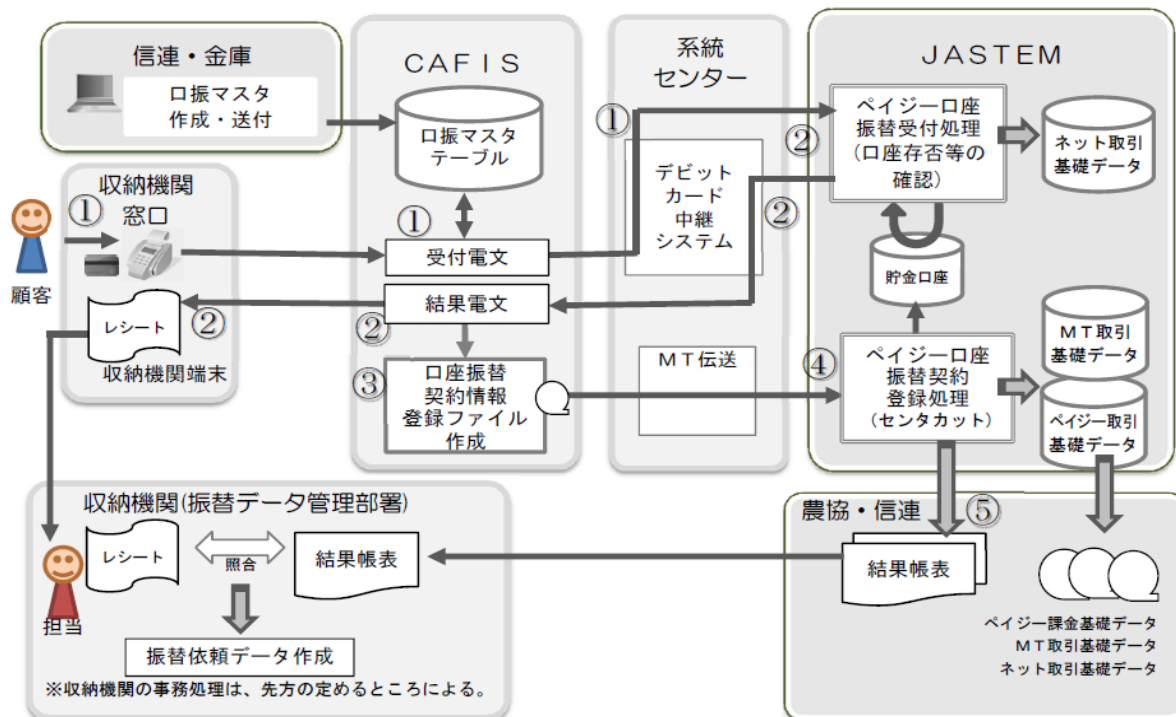 信連・金庫
口振マスタ
作成・送付
ＣＡＦＩＳ
口振マスタ
テーブル
系統
センター
ＪＡＳＴＥＭ
①
ペイジー口座
振替受付処理
（口座存否等の
確認）
②
ネット取引
基礎データ
デビット
カード
中継
システム
②
収納機関
窓口
①
顧客
①
受付電文
結果電文
②
②
レシート
収納機関端末
貯金口座
③
口座振替
契約情報
登録ファイル
作成
ＭＴ伝送
④
ペイジー口座
振替契約
登録処理
（センタカット）
ＭＴ取引
基礎データ
ペイジー取引
基礎データ
収納機関(振替データ管理部署)
レシート
照合
結果帳表
担当
振替依頼データ作成
※収納機関の事務処理は、先方の定めるところによる。
農協・信連
⑤
結果帳表
ペイジー課金基礎データ
ＭＴ取引基礎データ
ネット取引基礎データ